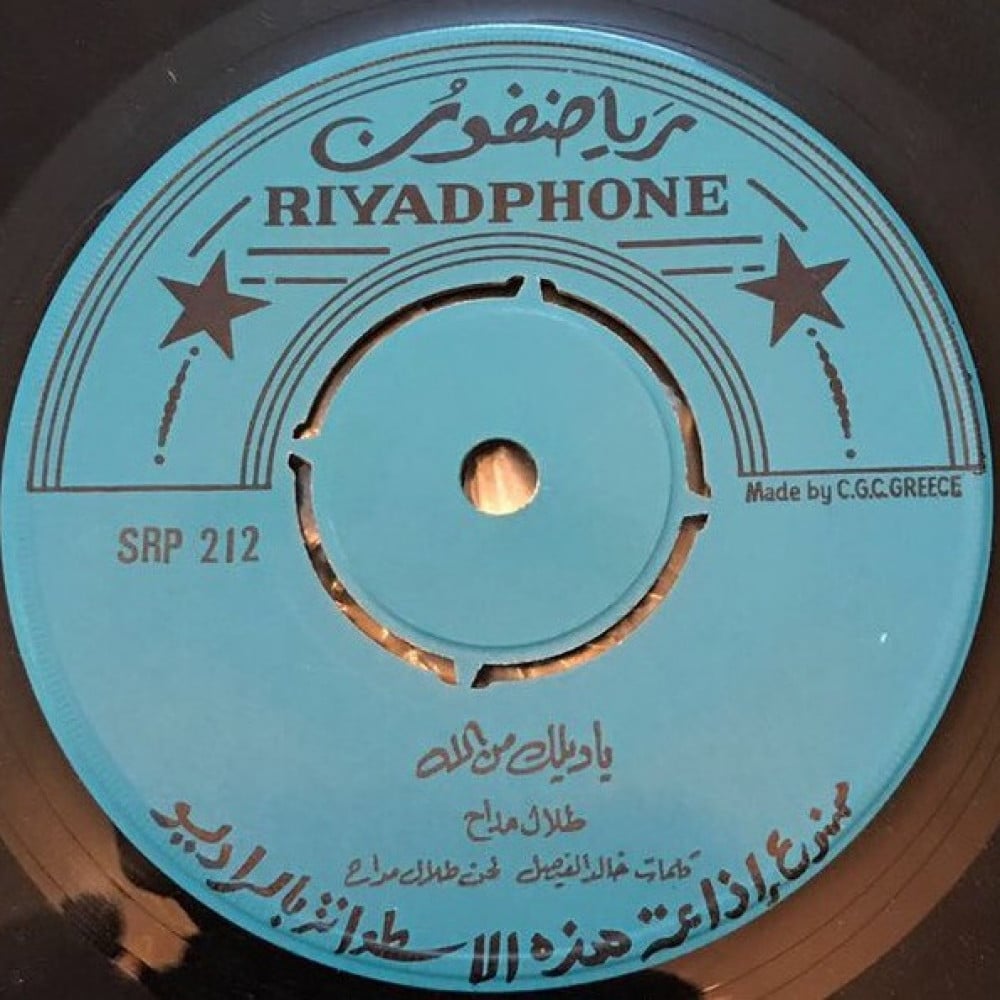 رياضفون
RIYADPHONE
Made by C.G.C. GREECE
SRP 212
يا ويلك من الله
طلال مداح
كلمات خالد الفيصل لحن طلال مداح
ممنوع إذاعة هذه الاسطوانة بالراديو